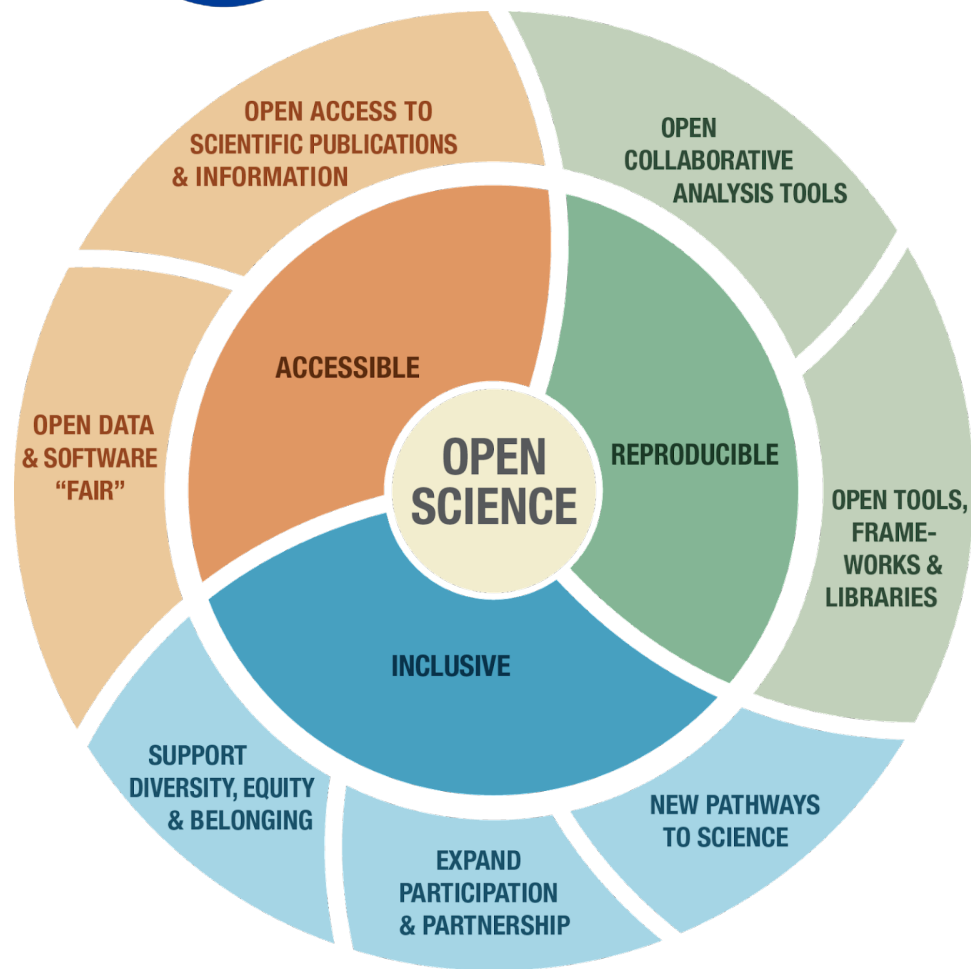 OPEN ACCESS TO
SCIENTIFIC PUBLICATIONS
& INFORMATION
OPEN
COLLABORATIVE
ANALYSIS TOOLS
ACCESSIBLE
OPEN DATA
& SOFTWARE
“FAIR”
OPEN
SCIENCE
REPRODUCIBLE
OPEN TOOLS,
FRAME-
WORKS &
LIBRARIES
INCLUSIVE
SUPPORT
DIVERSITY, EQUITY
& BELONGING
EXPAND
PARTICIPATION
& PARTNERSHIP
NEW PATHWAYS
TO SCIENCE